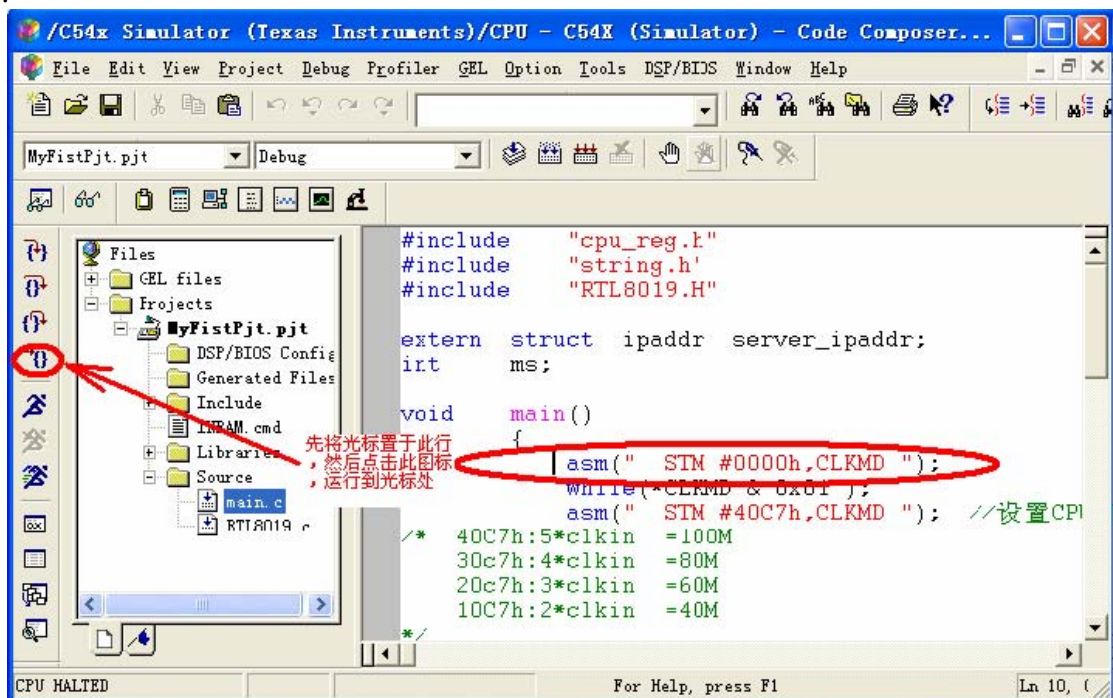 /C54x Simulator (Texas Instruments)/CPU - C54X (Simulator) - Code Composer...
File Edit View Project Debug Profiler GEL Option Tools DSP/BIOS Window Help
MyFistPjt.pjt Debug
Files
GEL files
Projects
MyFistPjt.pjt
DSP/BIOS Config
Generated Files
Include
INRAM.cmd
Libraries
Source
main.c
RTL8019.c
先将光标置于此行
，然后点击此图标
，运行到光标处
#include "cpu_reg.h"
#include "string.h"
#include "RTL8019.H"
extern struct ipaddr server_ipaddr;
int ms;
void main()
{
asm(" STM #0000h,CLKMD ");
while(*CLKMD & 0x01 );
asm(" STM #40C7h,CLKMD "); //设置CPU
/* 40C7h:5*clkin =100M
30c7h:4*clkin =80M
20c7h:3*clkin =60M
10C7h:2*clkin =40M
*/
CPU HALTED
For Help, press F1
Ln 10, (